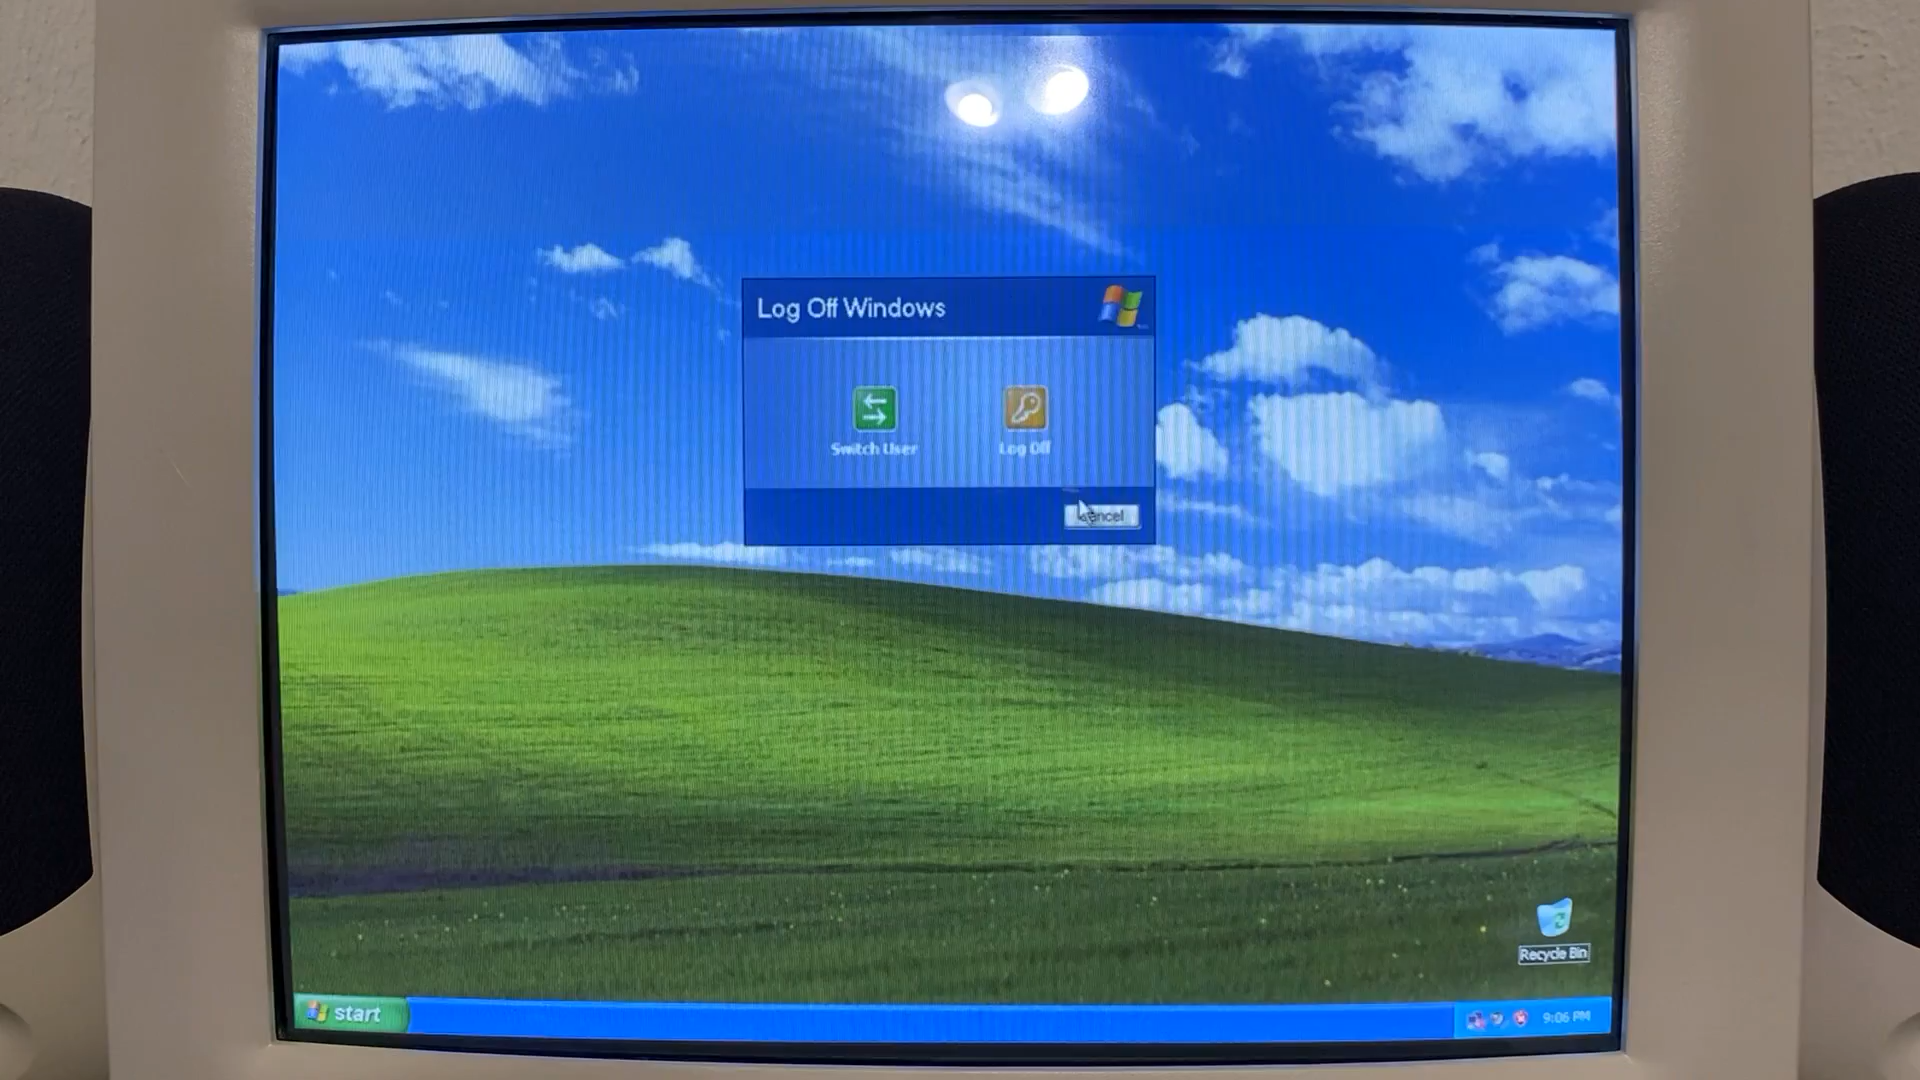 Log Off Windows
Switch User
Log Off
Cancel
Recycle Bin
start
9:06 PM